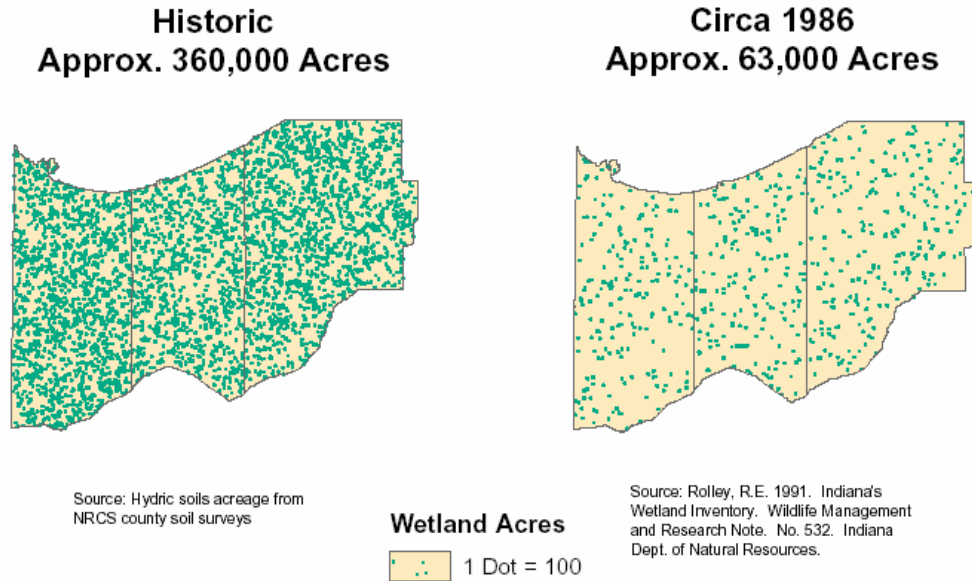 Historic
Approx. 360,000 Acres
Circa 1986
Approx. 63,000 Acres
Source: Hydric soils acreage from
NRCS county soil surveys
Source: Rolley, R.E. 1991. Indiana's
Wetland Inventory. Wildlife Management
and Research Note. No. 532. Indiana
Dept. of Natural Resources.
Wetland Acres
1 Dot = 100